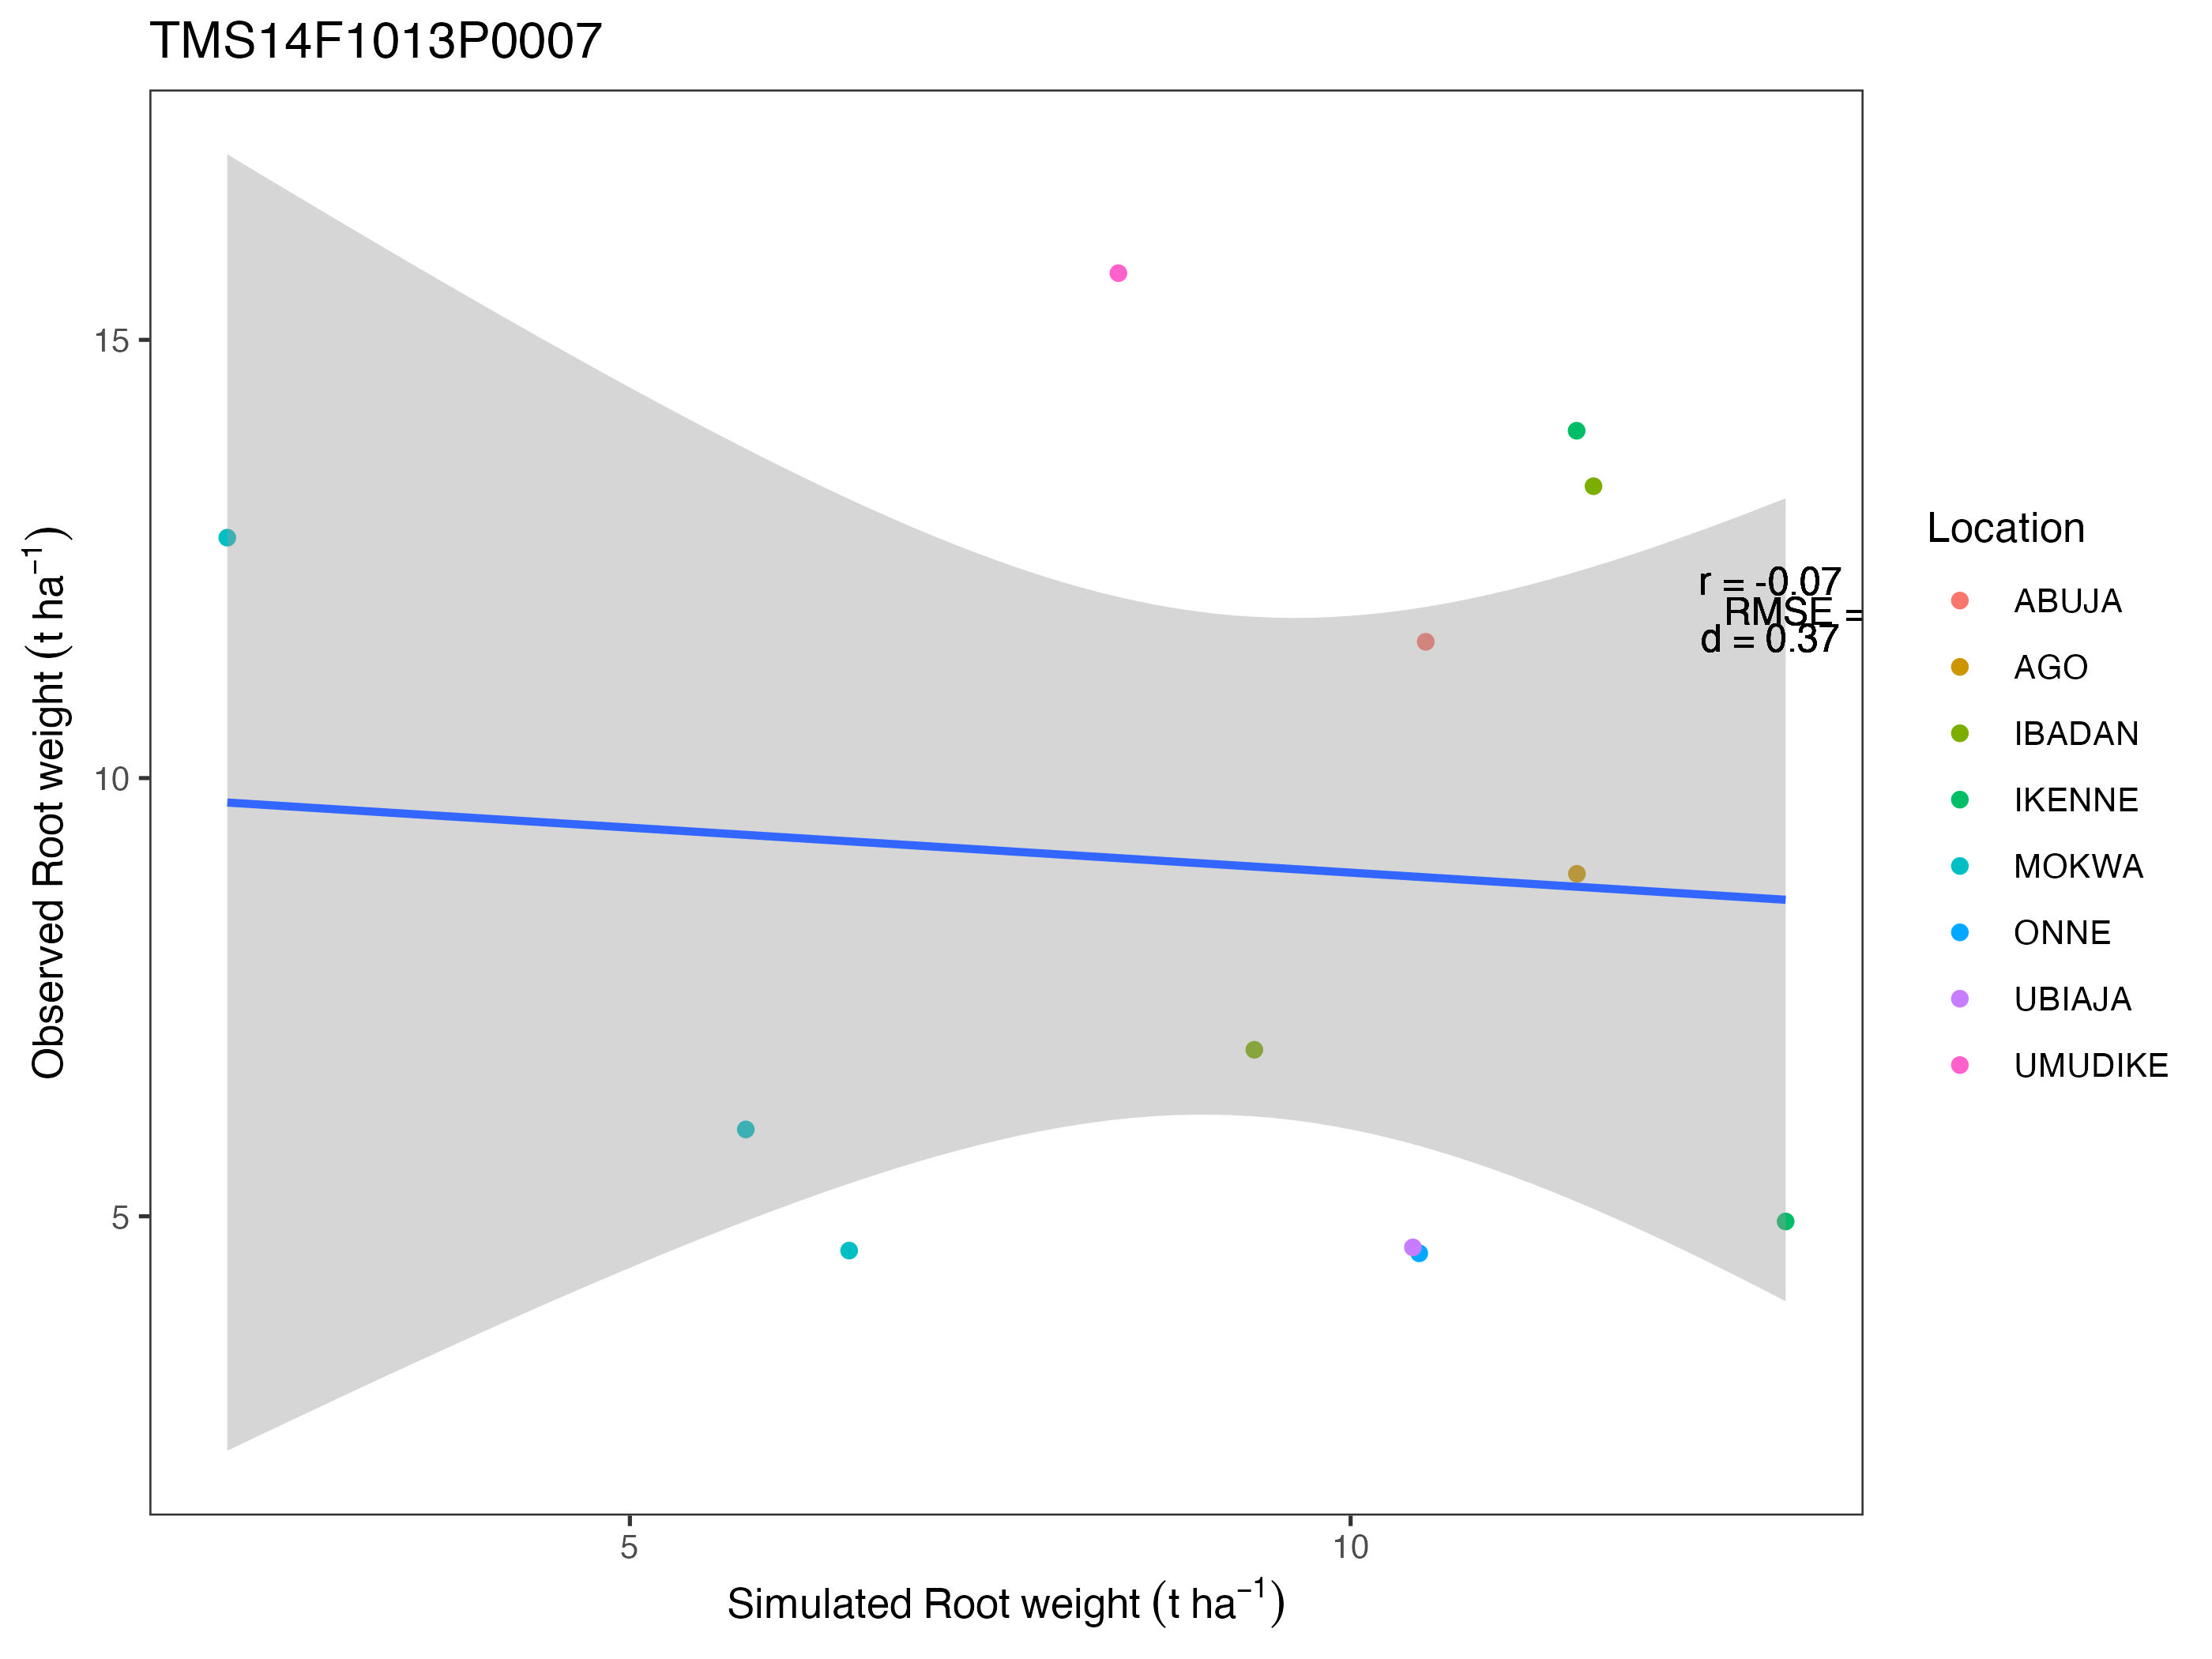 TMS14F1013P0007
Observed Root weight (t ha⁻¹)
15
10
5
5
10
Simulated Root weight (t ha⁻¹)
r = -0.07
RMSE =
d = 0.37
Location
ABUJA
AGO
IBADAN
IKENNE
MOKWA
ONNE
UBIAJA
UMUDIKE